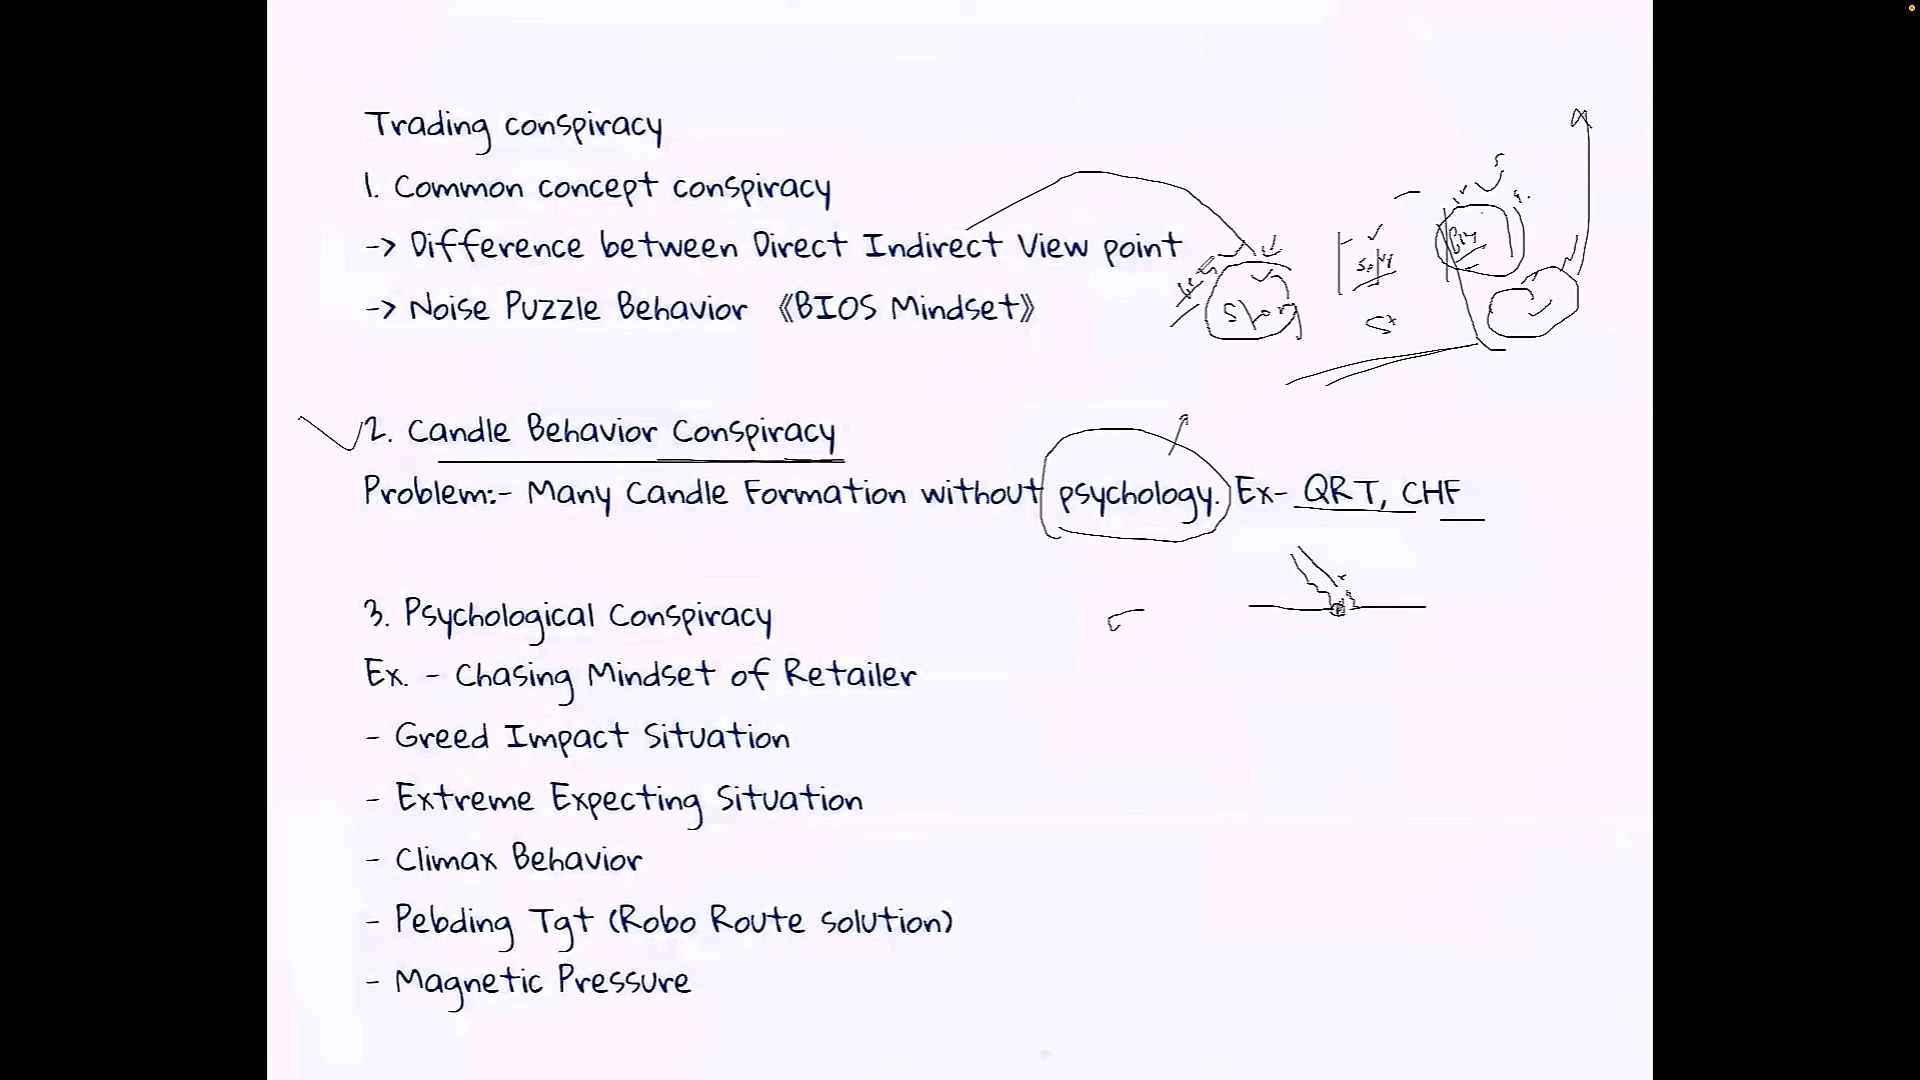 Trading conspiracy
1. Common concept conspiracy
-> Difference between Direct Indirect View point
-> Noise Puzzle Behavior 《BIOS Mindset》
2. Candle Behavior Conspiracy
Problem:- Many Candle Formation without psychology. Ex- QRT, CHF
3. Psychological Conspiracy
Ex. - Chasing Mindset of Retailer
- Greed Impact Situation
- Extreme Expecting Situation
- Climax Behavior
- Pebding Tgt (Robo Route solution)
- Magnetic Pressure